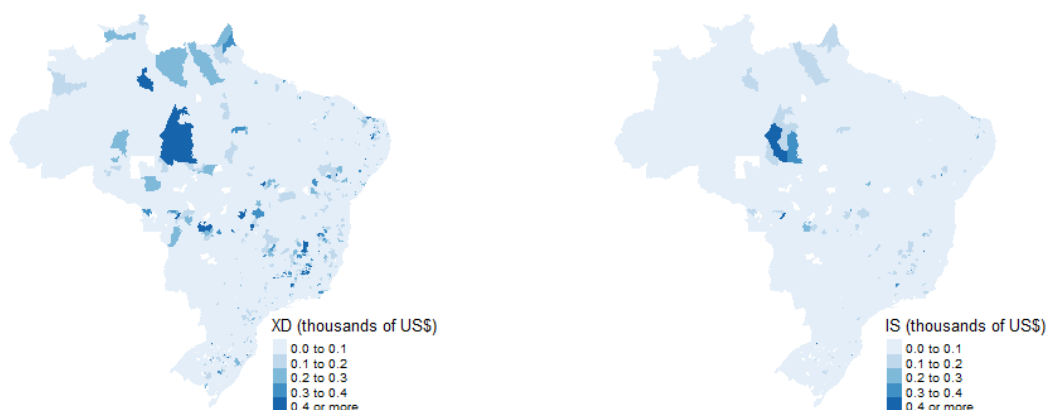 XD (thousands of US$)
0.0 to 0.1
0.1 to 0.2
0.2 to 0.3
0.3 to 0.4
0.4 or more
IS (thousands of US$)
0.0 to 0.1
0.1 to 0.2
0.2 to 0.3
0.3 to 0.4
0.4 or more